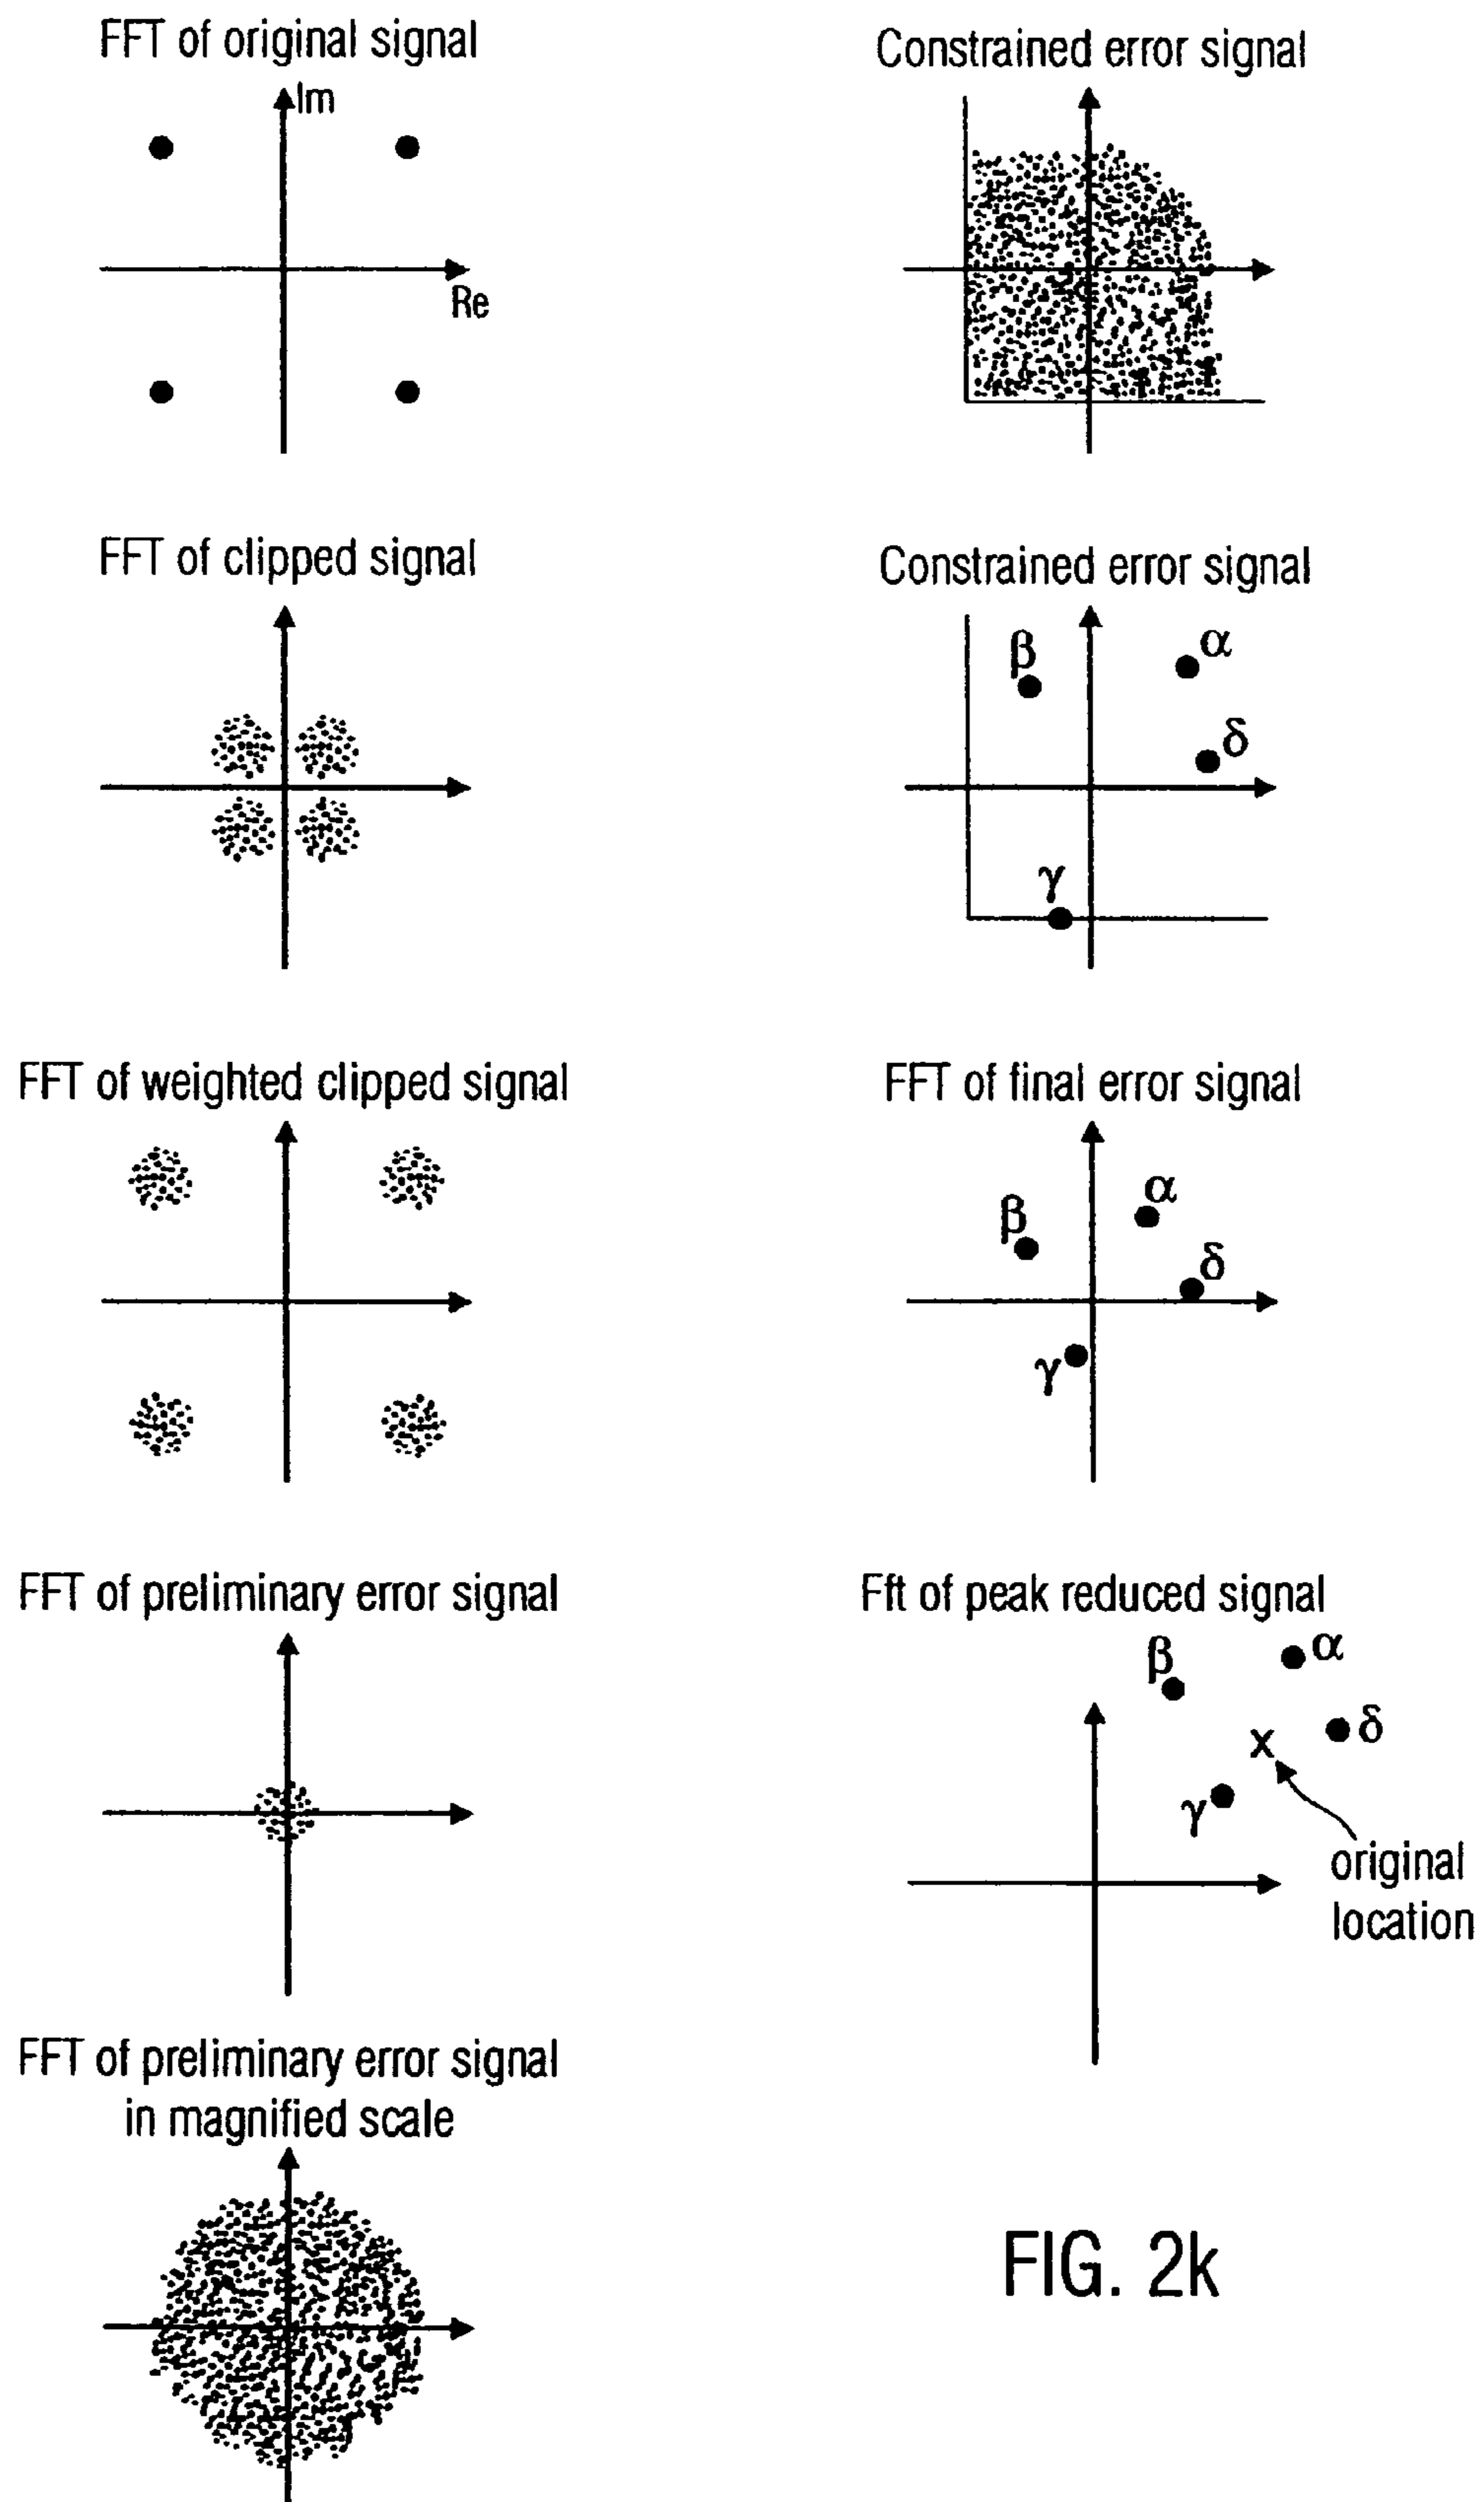 FFT of original signal
Im
Re
FFT of clipped signal
FFT of weighted clipped signal
FFT of preliminary error signal
FFT of preliminary error signal
in magnified scale
Constrained error signal
Constrained error signal
β
α
δ
γ
FFT of final error signal
β
α
δ
γ
Fft of peak reduced signal
β
α
δ
x
γ
original
location
FIG. 2k